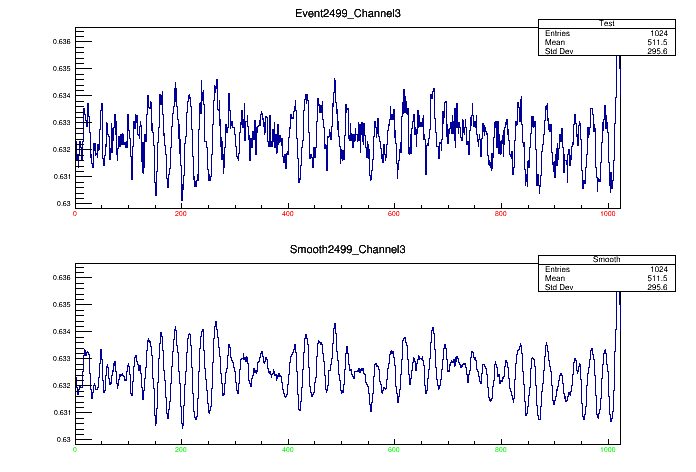 Event2499_Channel3
Test
Entries 1024
Mean 511.5
Std Dev 295.6
0.636
0.635
0.634
0.633
0.632
0.631
0.63
0 200 400 600 800 1000
Smooth2499_Channel3
Smooth
Entries 1024
Mean 511.5
Std Dev 295.6
0.636
0.635
0.634
0.633
0.632
0.631
0.63
0 200 400 600 800 1000